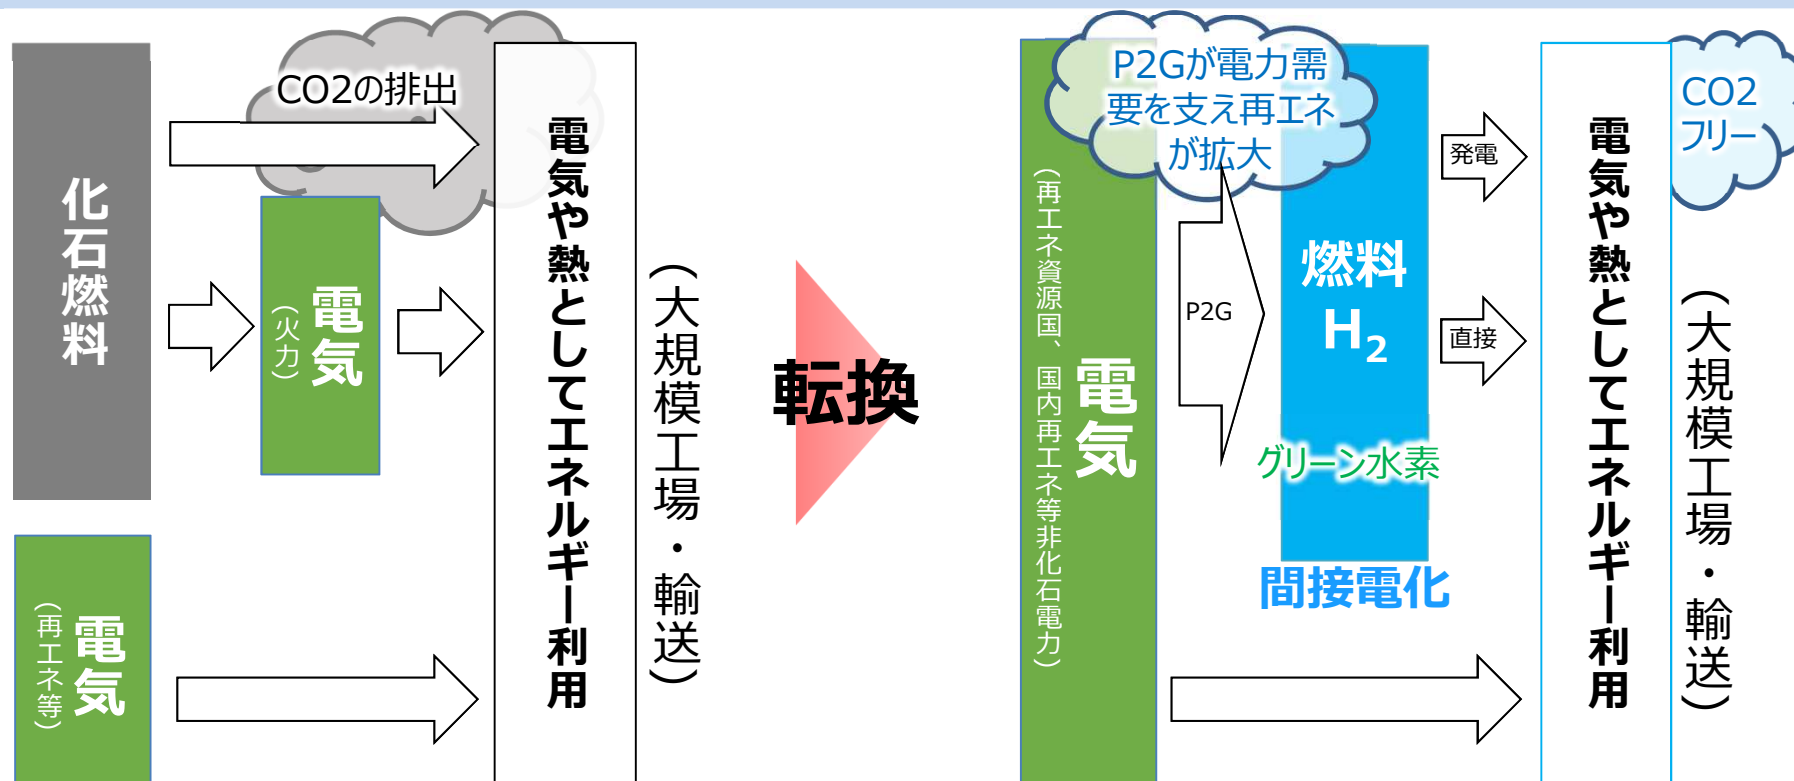 CO2の排出
化石燃料
電気
（火力）
電気
（再エネ等）
電気や熱としてエネルギー利用
（大規模工場・輸送）
転換
P2Gが電力需
要を支え再エネ
が拡大
電気
（再エネ資源国、国内再エネ等非化石電力）
P2G
燃料
H₂
グリーン水素
間接電化
発電
直接
電気や熱としてエネルギー利用
（大規模工場・輸送）
CO2
フリー